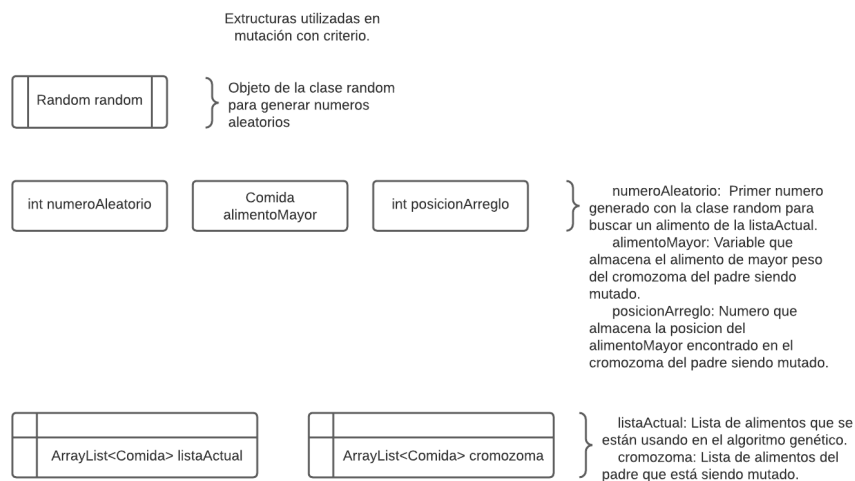 Extructuras utilizadas en
mutación con criterio.
Random random
Objeto de la clase random
para generar numeros
aleatorios
int numeroAleatorio
Comida
alimentoMayor
int posicionArreglo
numeroAleatorio:  Primer numero
generado con la clase random para
buscar un alimento de la listaActual.
alimentoMayor: Variable que
almacena el alimento de mayor peso
del cromozoma del padre siendo
mutado.
posicionArreglo: Numero que
almacena la posicion del
alimentoMayor encontrado en el
cromozoma del padre siendo mutado.
ArrayList<Comida> listaActual
ArrayList<Comida> cromozoma
listaActual: Lista de alimentos que se
están usando en el algoritmo genético.
cromozoma: Lista de alimentos del
padre que está siendo mutado.